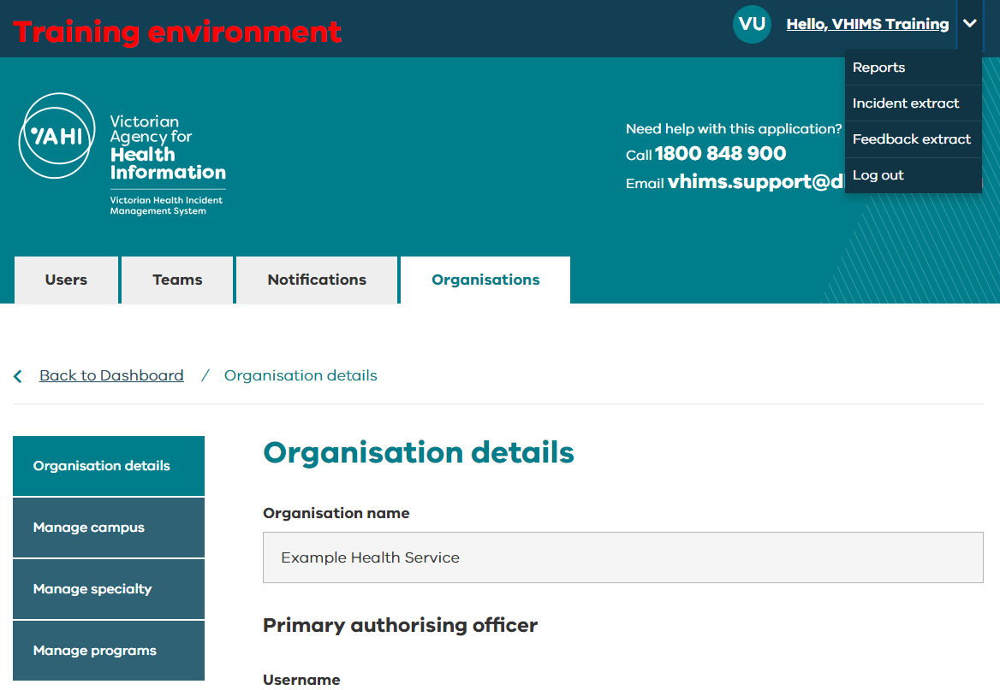 Training environment
VU
Hello, VHIMS Training
Reports
Incident extract
Feedback extract
Log out
VAHI
Victorian
Agency for
Health
Information
Victorian Health Incident
Management System
Need help with this application?
Call 1800 848 900
Email vhims.support@d
Users
Teams
Notifications
Organisations
Back to Dashboard / Organisation details
Organisation details
Manage campus
Manage specialty
Manage programs
Organisation details
Organisation name
Example Health Service
Primary authorising officer
Username